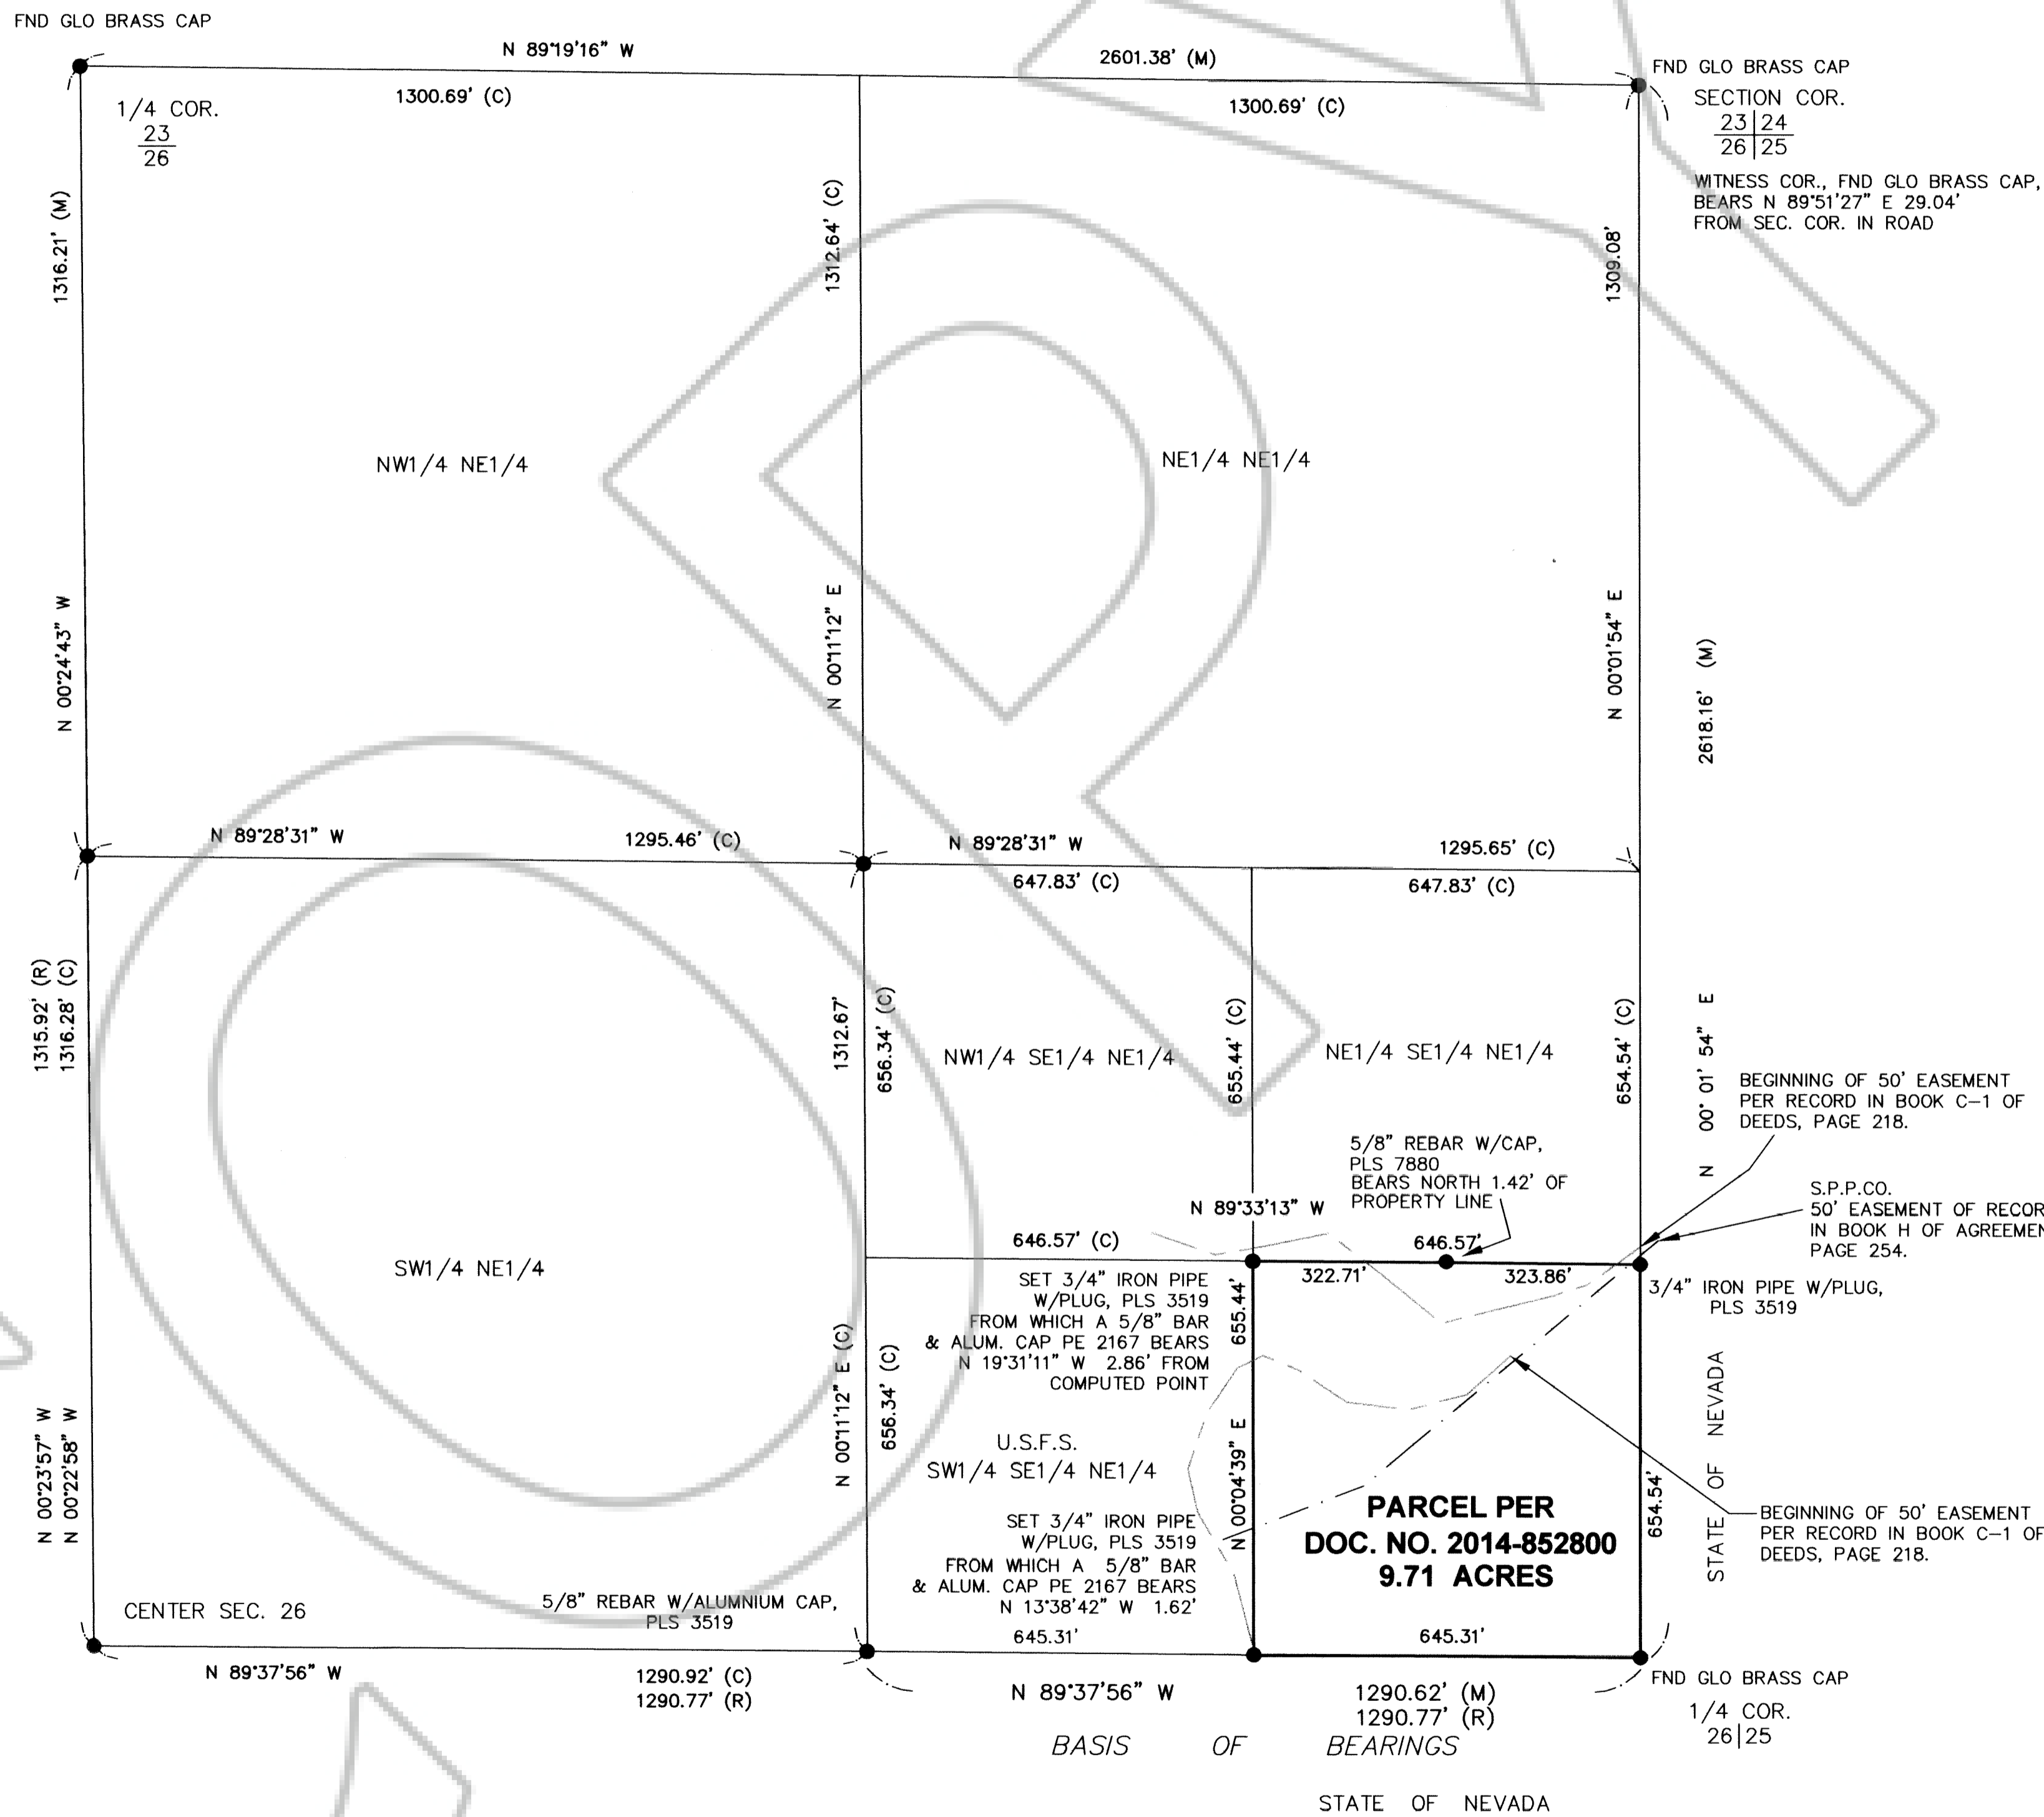 FND GLO BRASS CAP
N 89°19'16" W
2601.38' (M)
FND GLO BRASS CAP
1300.69' (C)
1300.69' (C)
1/4 COR.
23
26
SECTION COR.
23 | 24
26 | 25
WITNESS COR., FND GLO BRASS CAP,
BEARS N 89°51'27" E 29.04'
FROM SEC. COR. IN ROAD
1316.21' (M)
1312.64' (C)
1309.08'
NW1/4 NE1/4
NE1/4 NE1/4
N 00°24'43" W
N 00°11'12" E
N 00°01'54" E
2618.16' (M)
N 89°28'31" W
1295.46' (C)
N 89°28'31" W
1295.65' (C)
647.83' (C)
647.83' (C)
1315.92' (R)
1316.28' (C)
1312.67'
656.34' (C)
655.44' (C)
654.54' (C)
N 00° 01' 54" E
NW1/4 SE1/4 NE1/4
NE1/4 SE1/4 NE1/4
BEGINNING OF 50' EASEMENT
PER RECORD IN BOOK C-1 OF
DEEDS, PAGE 218.
5/8" REBAR W/CAP,
PLS 7880
BEARS NORTH 1.42' OF
PROPERTY LINE
S.P.P.CO.
50' EASEMENT OF RECOR
IN BOOK H OF AGREEMEN
PAGE 254.
N 89°33'13" W
646.57' (C)
646.57'
322.71'
323.86'
SW1/4 NE1/4
SET 3/4" IRON PIPE
W/PLUG, PLS 3519
FROM WHICH A 5/8" BAR
& ALUM. CAP PE 2167 BEARS
N 19°31'11" W 2.86' FROM
COMPUTED POINT
3/4" IRON PIPE W/PLUG,
PLS 3519
655.44'
N 00°11'12" E (C)
656.34' (C)
N 00°23'57" W
N 00°22'58" W
U.S.F.S.
SW1/4 SE1/4 NE1/4
N 00°04'39" E
STATE OF NEVADA
654.54'
PARCEL PER
DOC. NO. 2014-852800
9.71 ACRES
BEGINNING OF 50' EASEMENT
PER RECORD IN BOOK C-1 OF
DEEDS, PAGE 218.
SET 3/4" IRON PIPE
W/PLUG, PLS 3519
FROM WHICH A 5/8" BAR
& ALUM. CAP PE 2167 BEARS
N 13°38'42" W 1.62'
CENTER SEC. 26
5/8" REBAR W/ALUMNIUM CAP,
PLS 3519
645.31'
645.31'
N 89°37'56" W
1290.92' (C)
1290.77' (R)
N 89°37'56" W
1290.62' (M)
1290.77' (R)
FND GLO BRASS CAP
1/4 COR.
26|25
BASIS OF BEARINGS
STATE OF NEVADA